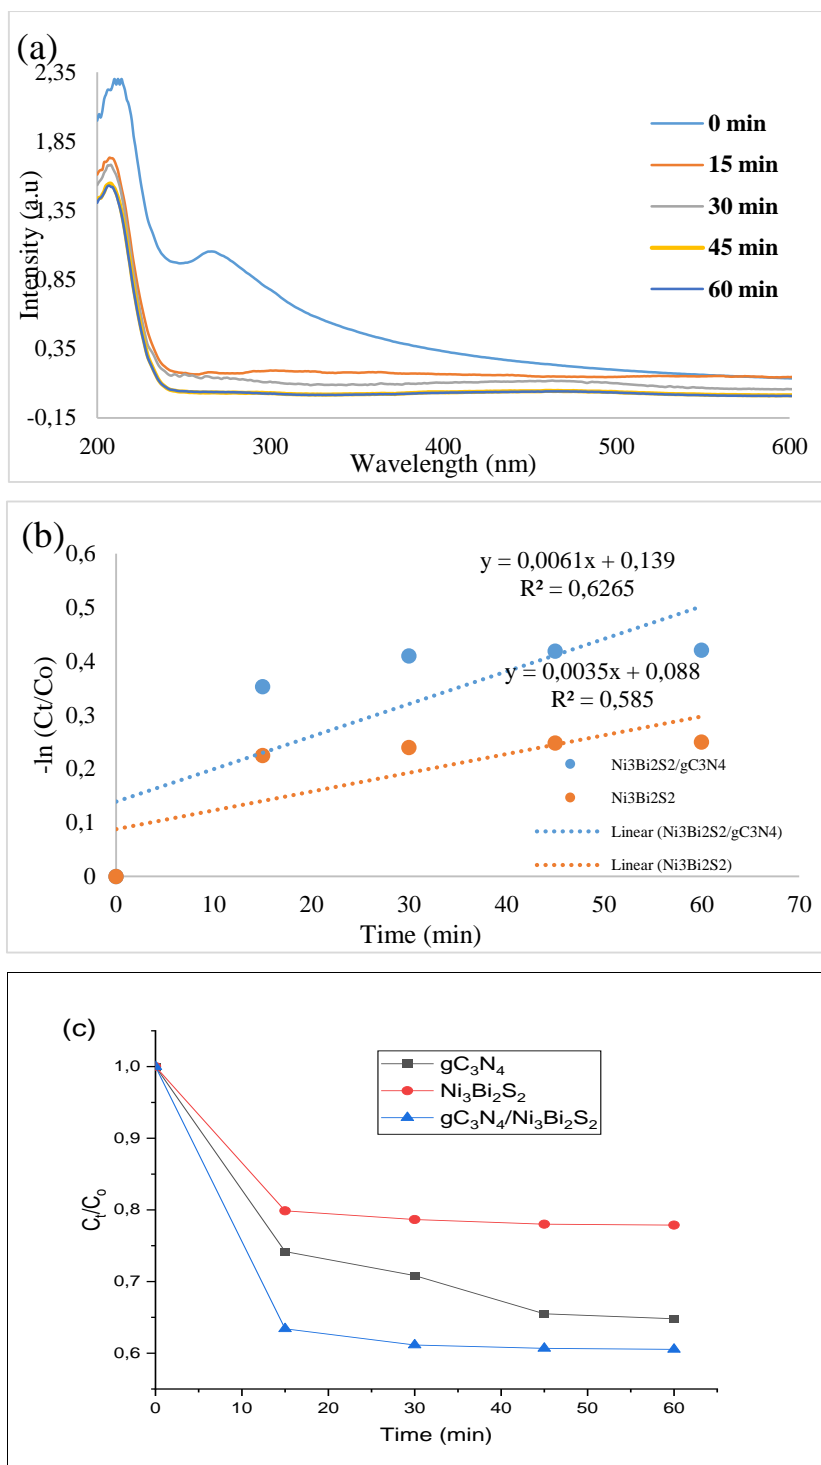 (a)
2,35
1,85
1,35
0,85
0,35
-0,15
Intensity (a.u)
200
300
400
500
600
Wavelength (nm)
0 min
15 min
30 min
45 min
60 min
(b)
0,6
0,5
0,4
0,3
0,2
0,1
0
-ln (Ct/Co)
y = 0,0061x + 0,139
R² = 0,6265
y = 0,0035x + 0,088
R² = 0,585
Ni3Bi2S2/gC3N4
Ni3Bi2S2
Linear (Ni3Bi2S2/gC3N4)
Linear (Ni3Bi2S2)
0
10
20
30
40
50
60
70
Time (min)
(c)
1,0
0,9
0,8
0,7
0,6
Cₜ/Cₒ
gC₃N₄
Ni₃Bi₂S₂
gC₃N₄/Ni₃Bi₂S₂
0
10
20
30
40
50
60
Time (min)